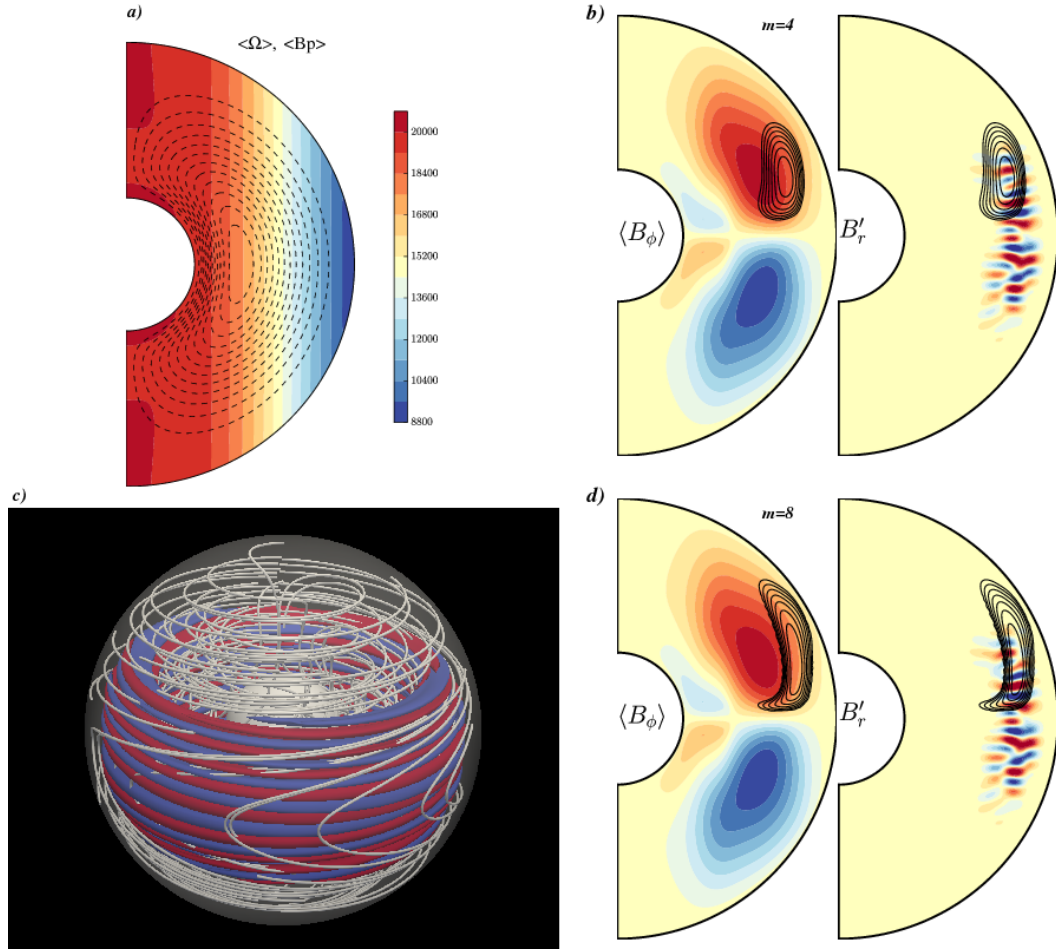 a)
<Ω>, <Bp>
20000
18400
16800
15200
13600
12000
10400
8800
b)
m=4
⟨B_ϕ⟩
B′_r
c)
d)
m=8
⟨B_ϕ⟩
B′_r